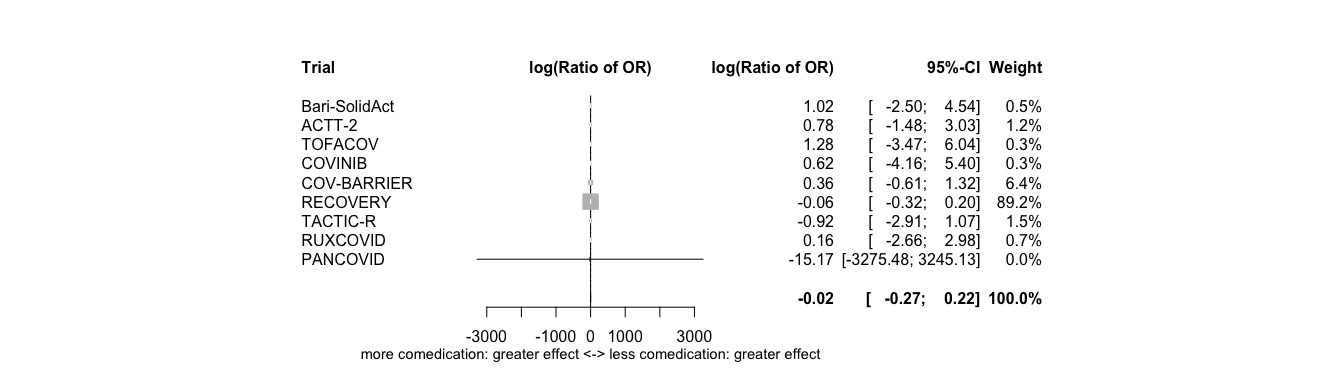 Trial log(Ratio of OR) log(Ratio of OR) 95%-CI Weight
Bari-SolidAct 1.02 [ -2.50; 4.54] 0.5%
ACTT-2 0.78 [ -1.48; 3.03] 1.2%
TOFACOV 1.28 [ -3.47; 6.04] 0.3%
COVINIB 0.62 [ -4.16; 5.40] 0.3%
COV-BARRIER 0.36 [ -0.61; 1.32] 6.4%
RECOVERY -0.06 [ -0.32; 0.20] 89.2%
TACTIC-R -0.92 [ -2.91; 1.07] 1.5%
RUXCOVID 0.16 [ -2.66; 2.98] 0.7%
PANCOVID -15.17 [-3275.48; 3245.13] 0.0%
-0.02 [ -0.27; 0.22] 100.0%
-3000 -1000 0 1000 3000
more comedication: greater effect <-> less comedication: greater effect